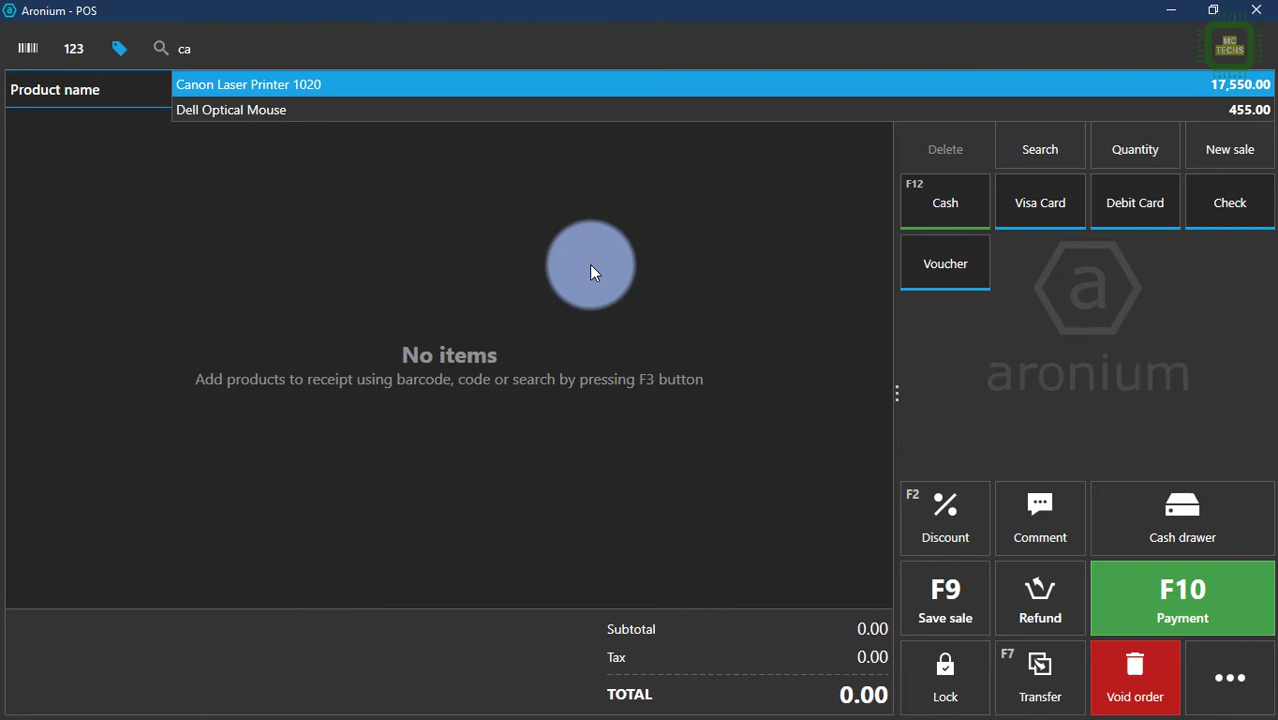 Aronium - POS
MC
TECHS
123
ca
Product name
Canon Laser Printer 1020 17,550.00
Dell Optical Mouse 455.00
Delete Search Quantity New sale
F12
Cash Visa Card Debit Card Check
Voucher
a
aronium
No items
Add products to receipt using barcode, code or search by pressing F3 button
F2
Discount Comment Cash drawer
F9 F10
Save sale Refund Payment
Subtotal 0.00
Tax 0.00
TOTAL 0.00
F7
Lock Transfer Void order